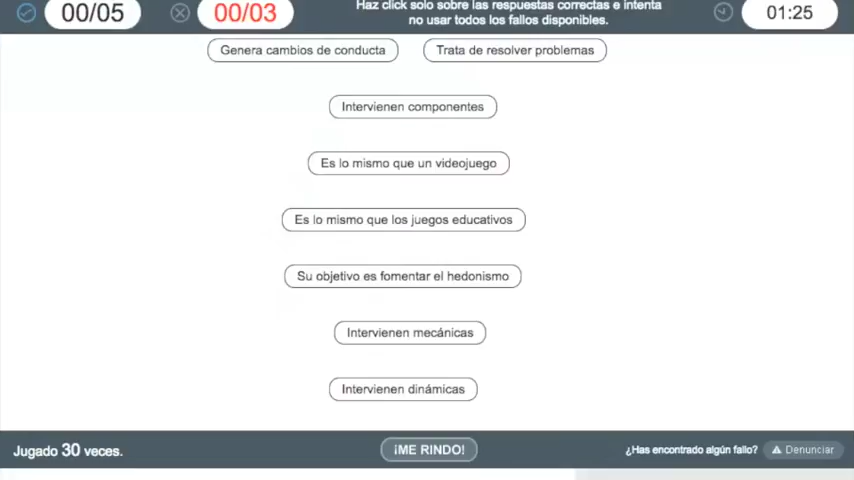 00/05
00/03
Haz click solo sobre las respuestas correctas e intenta
no usar todos los fallos disponibles.
01:25
Genera cambios de conducta
Trata de resolver problemas
Intervienen componentes
Es lo mismo que un videojuego
Es lo mismo que los juegos educativos
Su objetivo es fomentar el hedonismo
Intervienen mecánicas
Intervienen dinámicas
Jugado 30 veces.
¡ME RINDO!
¿Has encontrado algún fallo?
Denunciar